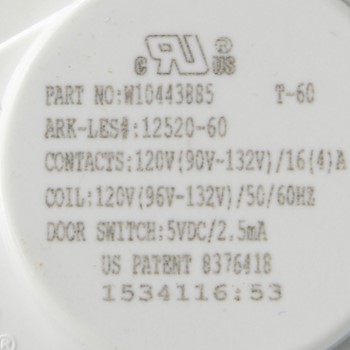 c RU US ®
PART NO:W10443885 T-60
ARK-LES#:12520-60
CONTACTS:120V(90V-132V)/16(4)A
COIL:120V(96V-132V)/50/60HZ
DOOR SWITCH:5VDC/2.5mA
US PATENT 8376418
1534116:53
®